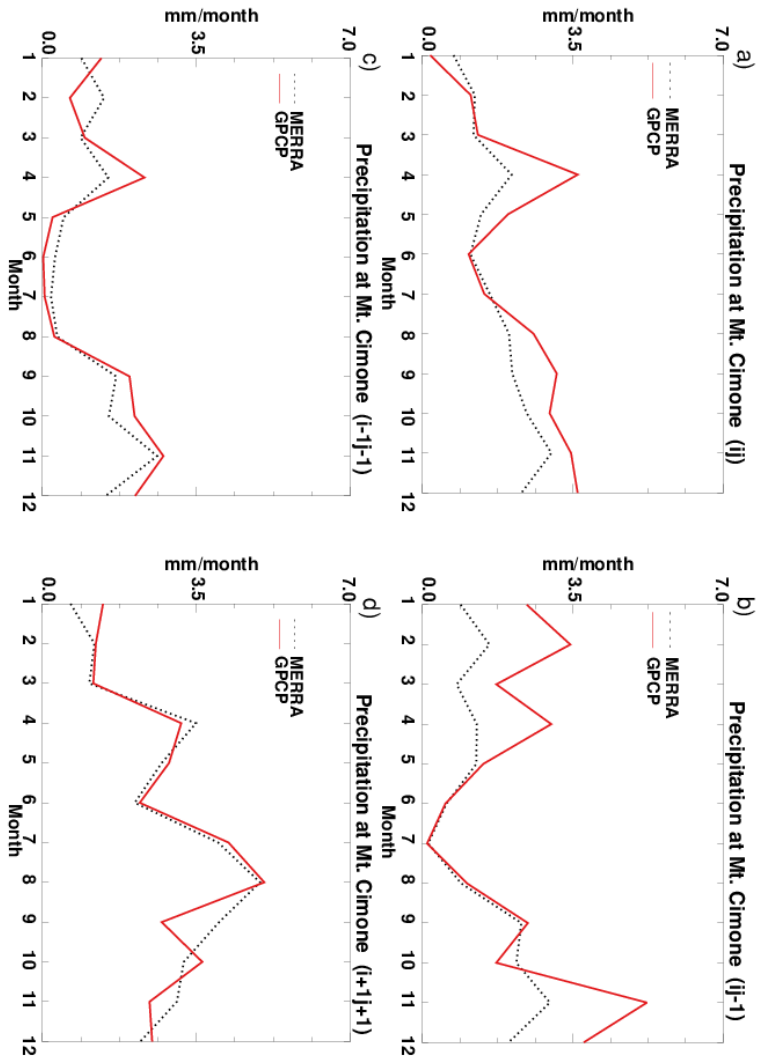 a)
Precipitation at Mt. Cimone (ij)
mm/month
7.0
3.5
0.0
MERRA
GPCP
1 2 3 4 5 6 7 8 9 10 11 12
Month
b)
Precipitation at Mt. Cimone (ij-1)
mm/month
7.0
3.5
0.0
MERRA
GPCP
1 2 3 4 5 6 7 8 9 10 11 12
Month
c)
Precipitation at Mt. Cimone (i-1j-1)
mm/month
7.0
3.5
0.0
MERRA
GPCP
1 2 3 4 5 6 7 8 9 10 11 12
Month
d)
Precipitation at Mt. Cimone (i+1j+1)
mm/month
7.0
3.5
0.0
MERRA
GPCP
1 2 3 4 5 6 7 8 9 10 11 12
Month